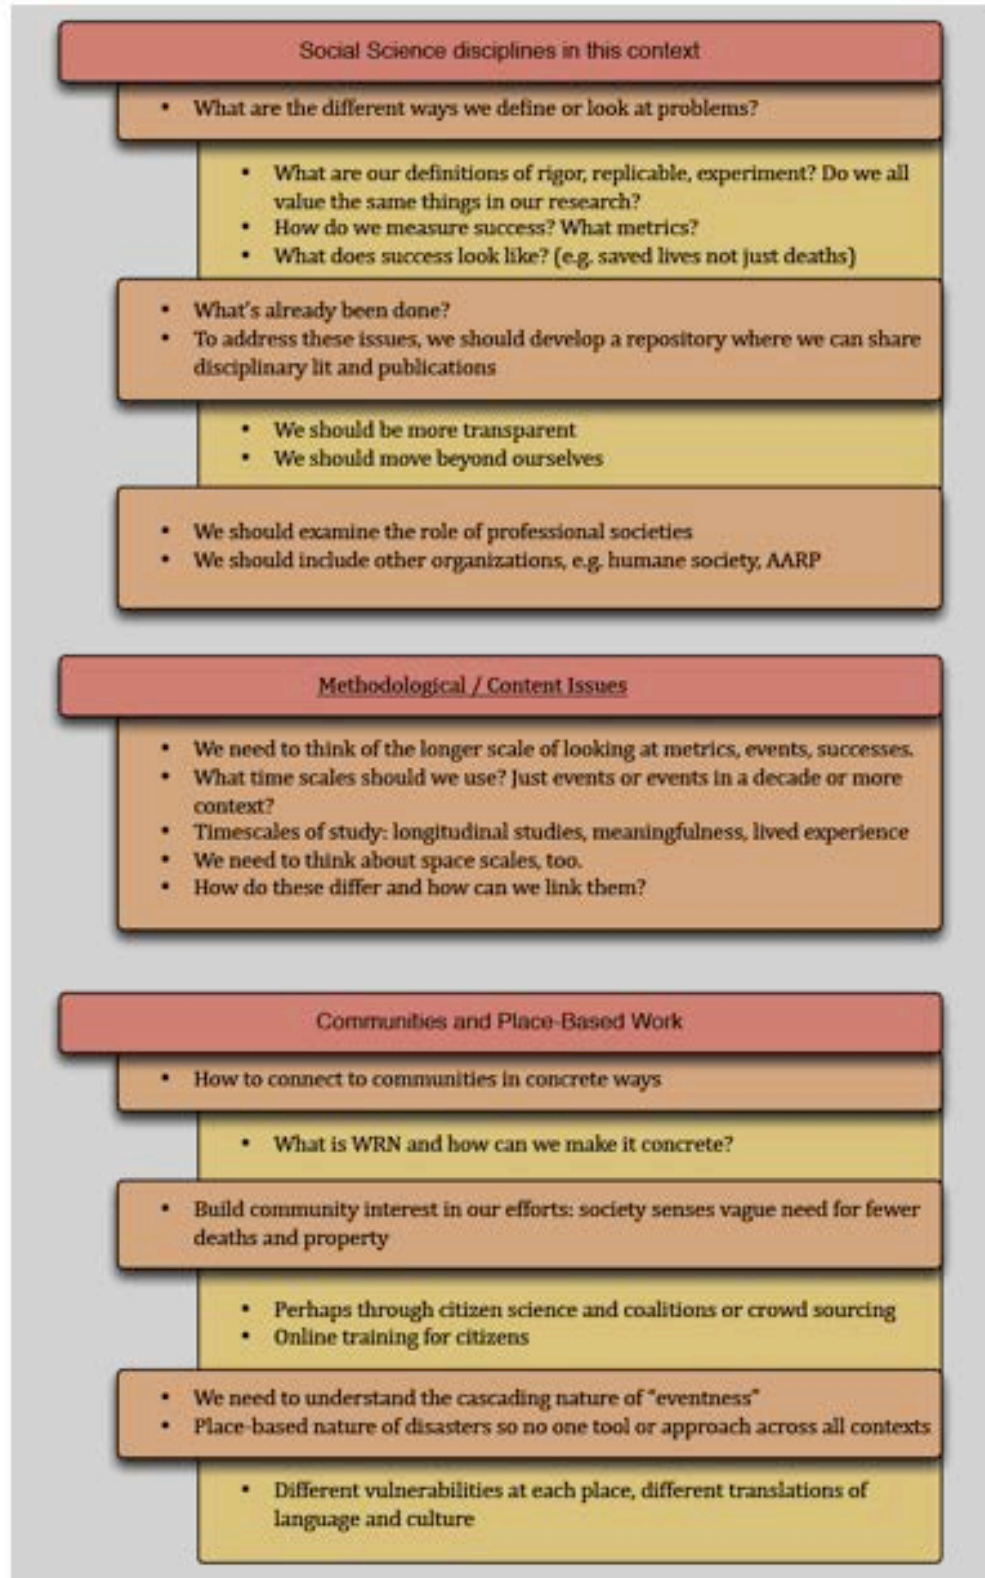 Social Science disciplines in this context
• What are the different ways we define or look at problems?
• What are our definitions of rigor, replicable, experiment? Do we all
value the same things in our research?
• How do we measure success? What metrics?
• What does success look like? (e.g. saved lives not just deaths)
• What's already been done?
• To address these issues, we should develop a repository where we can share
disciplinary lit and publications
• We should be more transparent
• We should move beyond ourselves
• We should examine the role of professional societies
• We should include other organizations, e.g. humane society, AARP
Methodological / Content Issues
• We need to think of the longer scale of looking at metrics, events, successes.
• What time scales should we use? Just events or events in a decade or more
context?
• Timescales of study: longitudinal studies, meaningfulness, lived experience
• We need to think about space scales, too.
• How do these differ and how can we link them?
Communities and Place-Based Work
• How to connect to communities in concrete ways
• What is WRN and how can we make it concrete?
• Build community interest in our efforts: society senses vague need for fewer
deaths and property
• Perhaps through citizen science and coalitions or crowd sourcing
• Online training for citizens
• We need to understand the cascading nature of "eventness"
• Place-based nature of disasters so no one tool or approach across all contexts
• Different vulnerabilities at each place, different translations of
language and culture